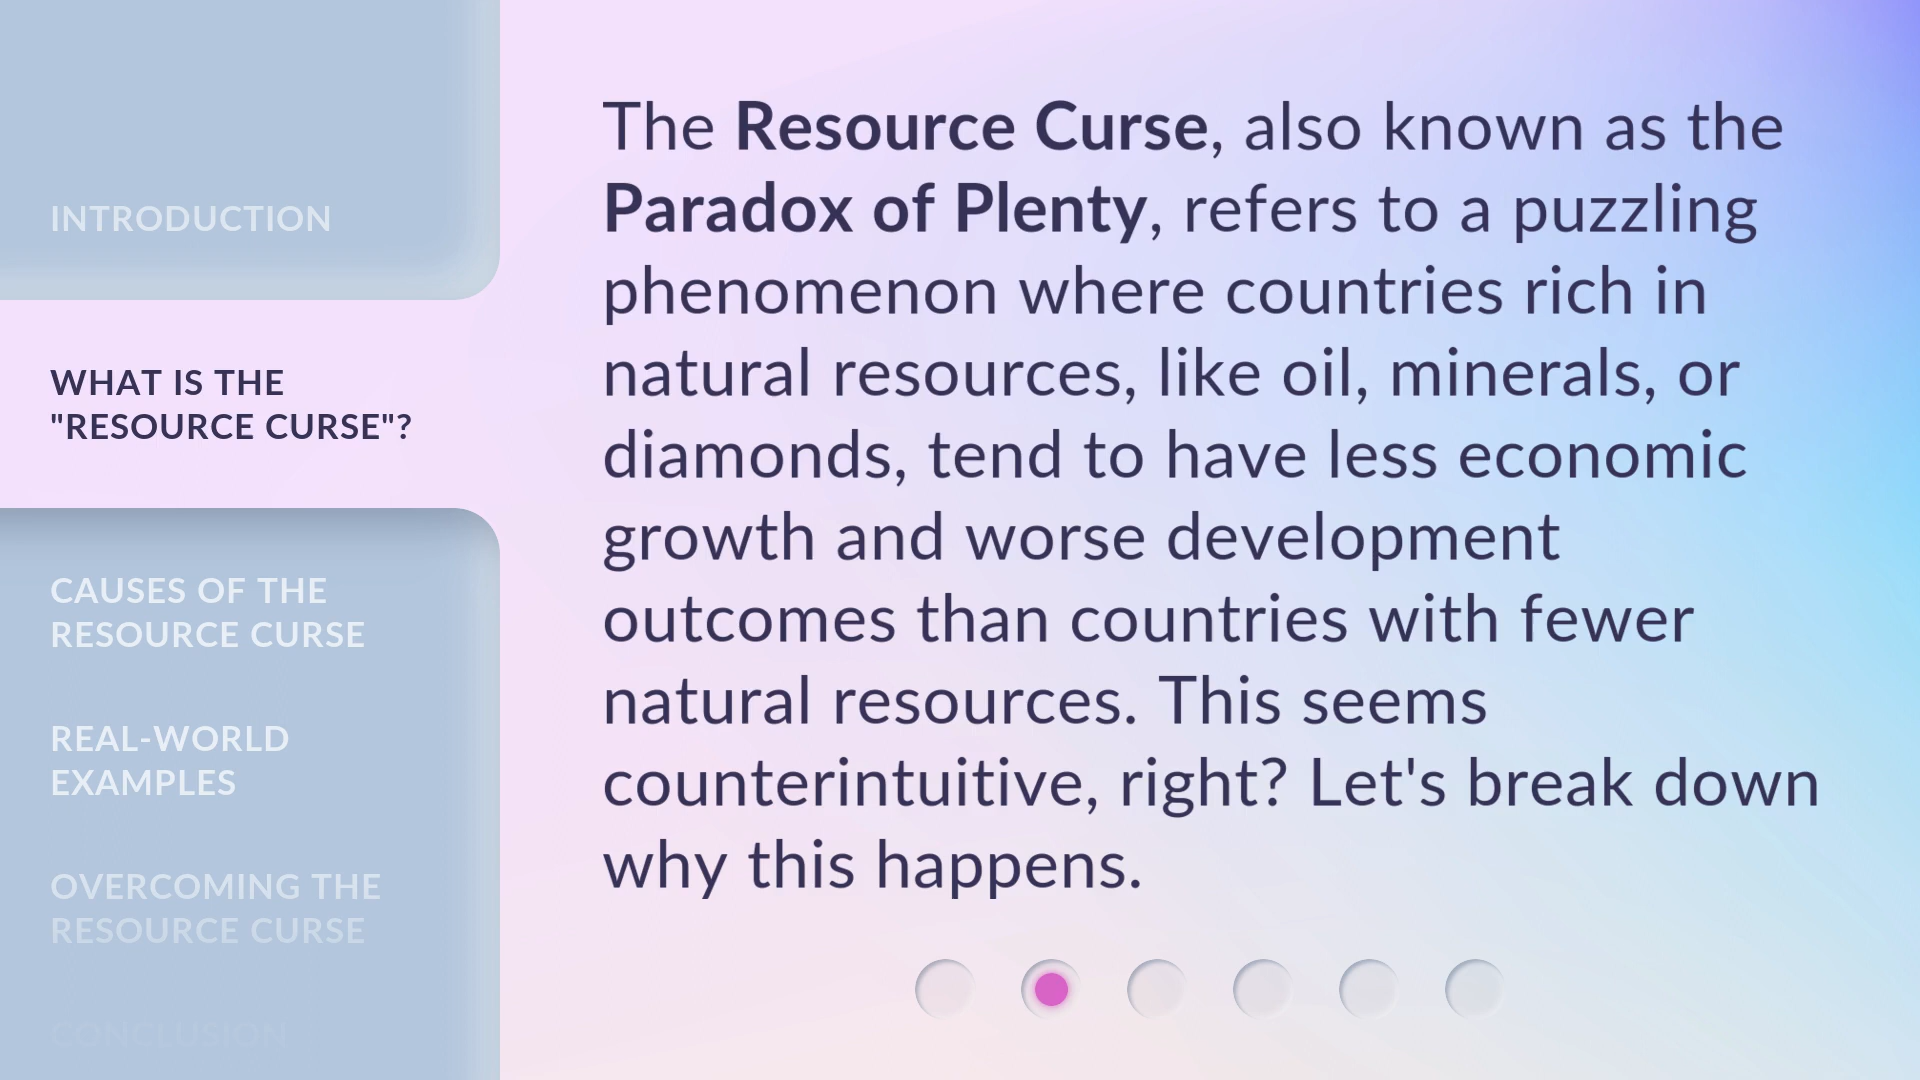 INTRODUCTION
WHAT IS THE
"RESOURCE CURSE"?
CAUSES OF THE
RESOURCE CURSE
REAL-WORLD
EXAMPLES
OVERCOMING THE
RESOURCE CURSE
CONCLUSION
The Resource Curse, also known as the
Paradox of Plenty, refers to a puzzling
phenomenon where countries rich in
natural resources, like oil, minerals, or
diamonds, tend to have less economic
growth and worse development
outcomes than countries with fewer
natural resources. This seems
counterintuitive, right? Let's break down
why this happens.